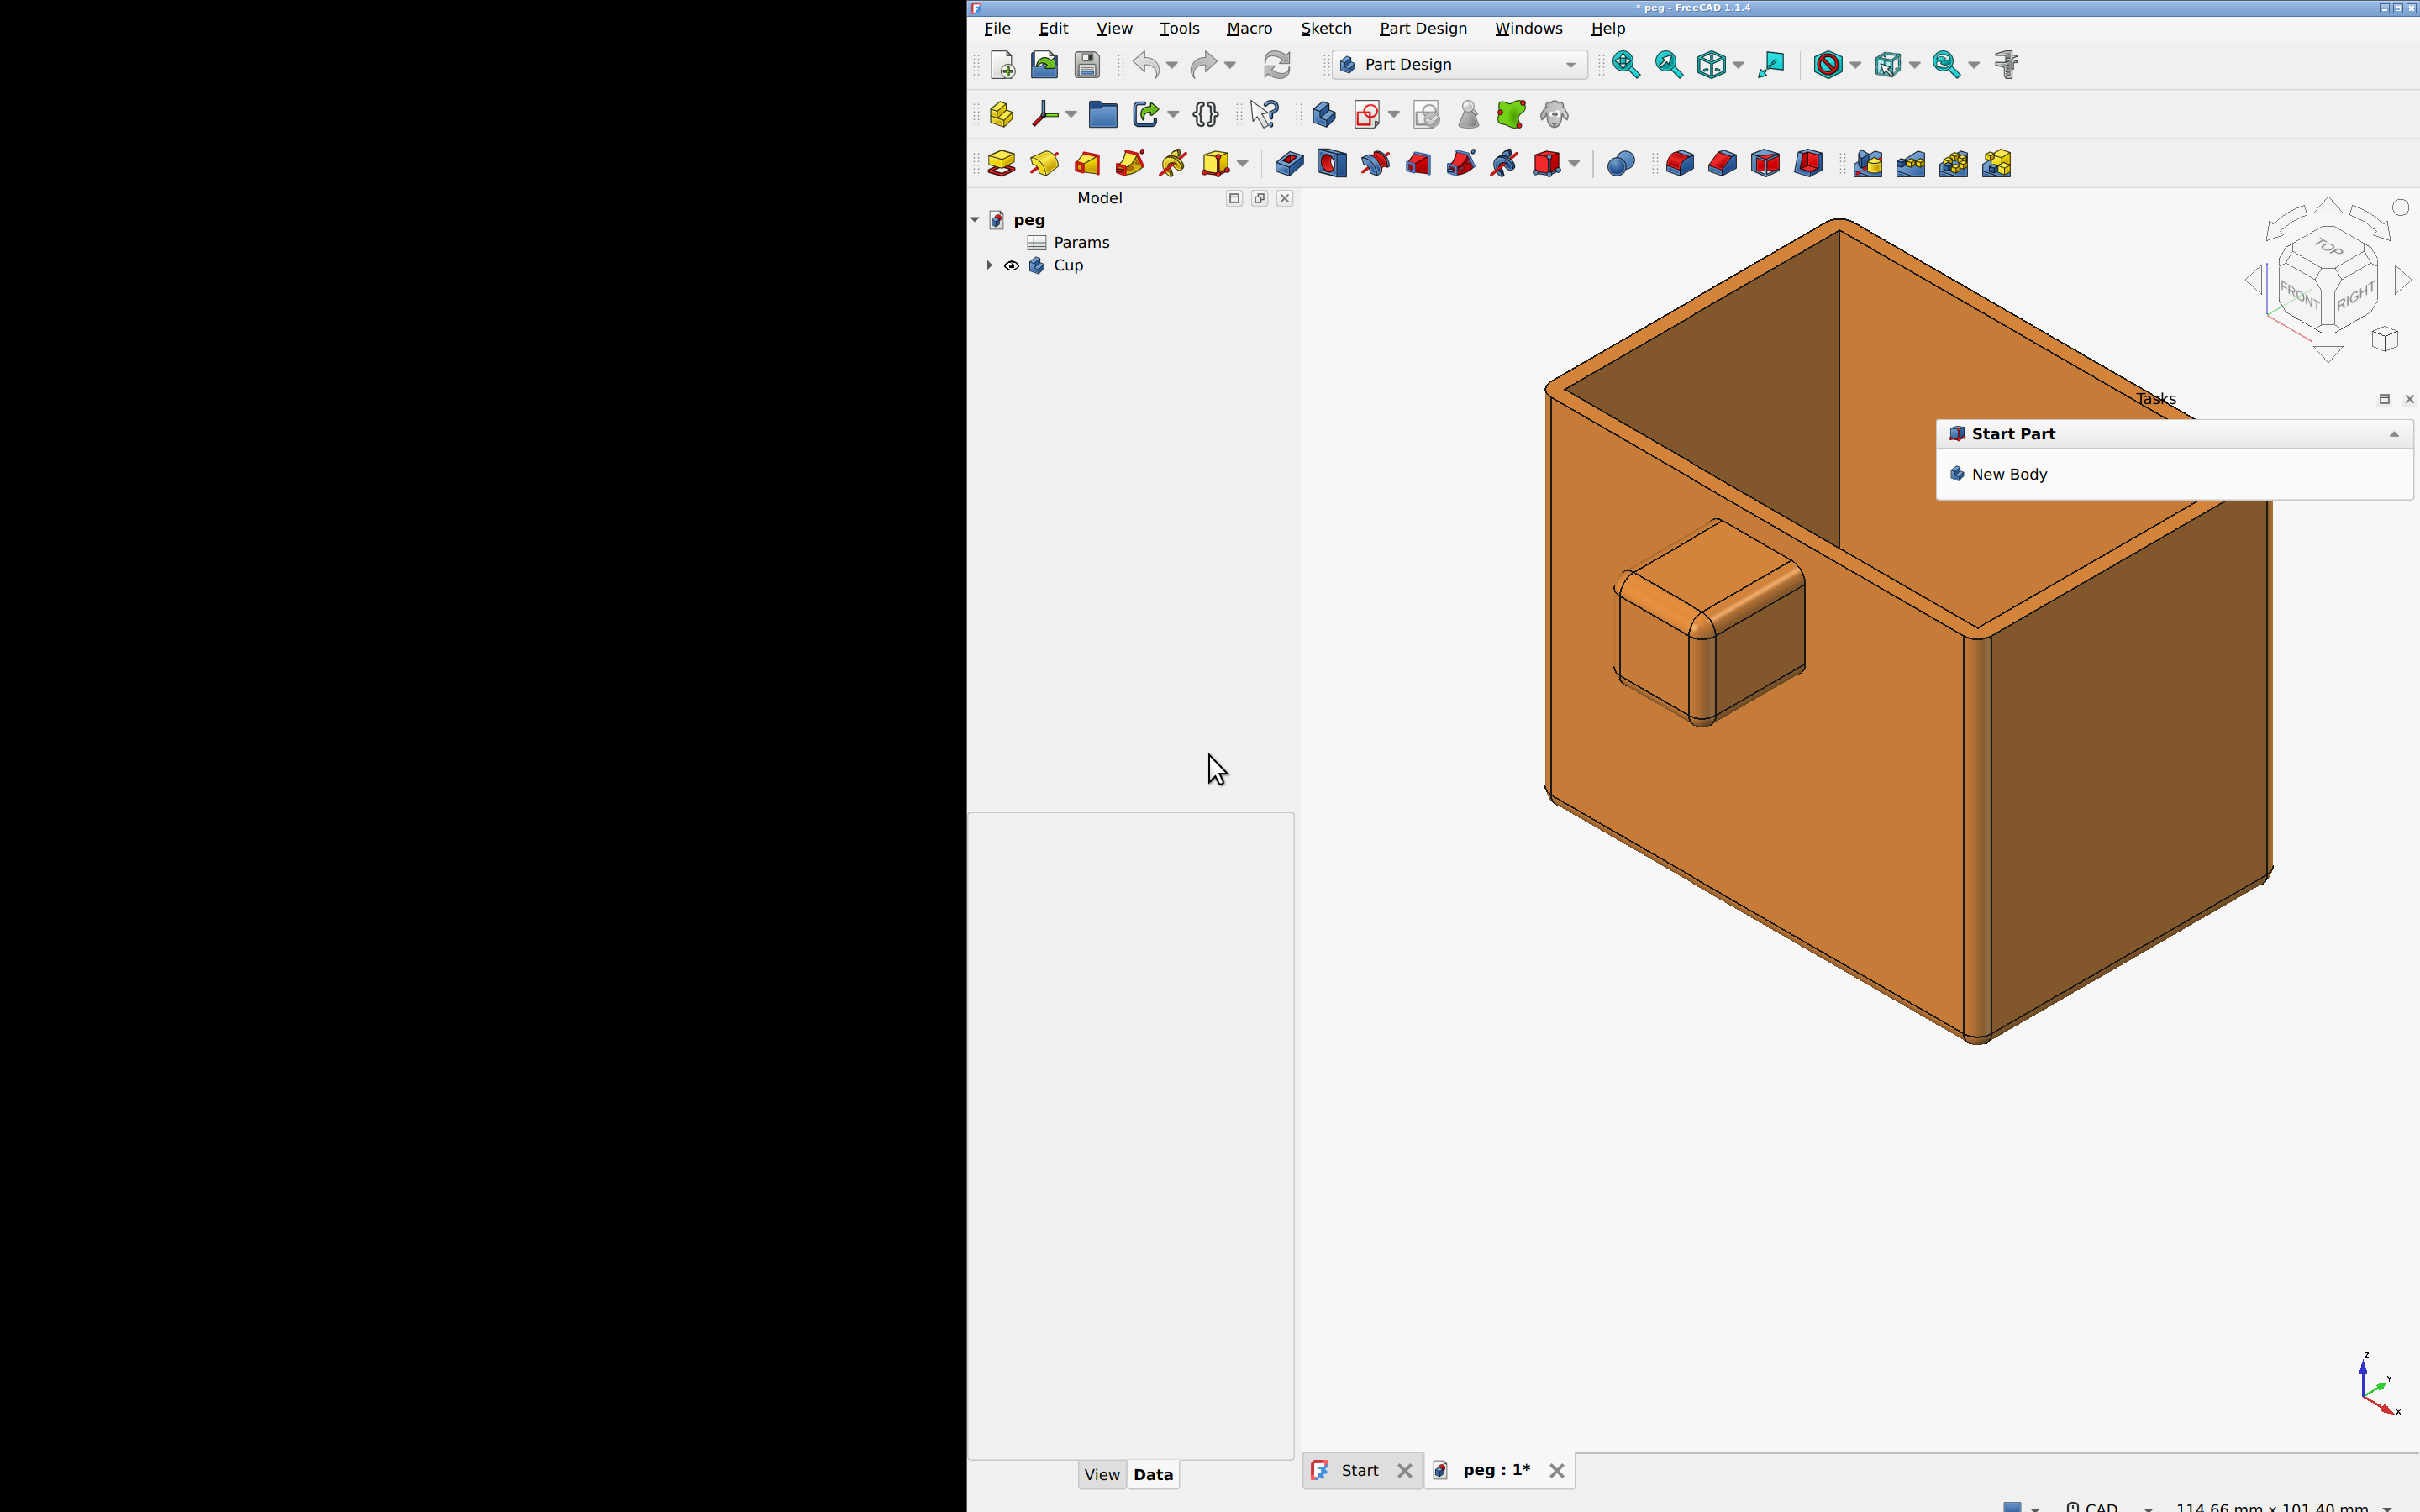 * peg - FreeCAD 1.1.4
File Edit View Tools Macro Sketch Part Design Windows Help
Part Design
Model
peg
Params
Cup
TOP
FRONT
RIGHT
Tasks
Start Part
New Body
Z
Y
X
View Data
Start
peg : 1*
CAD
114.66 mm x 101.40 mm